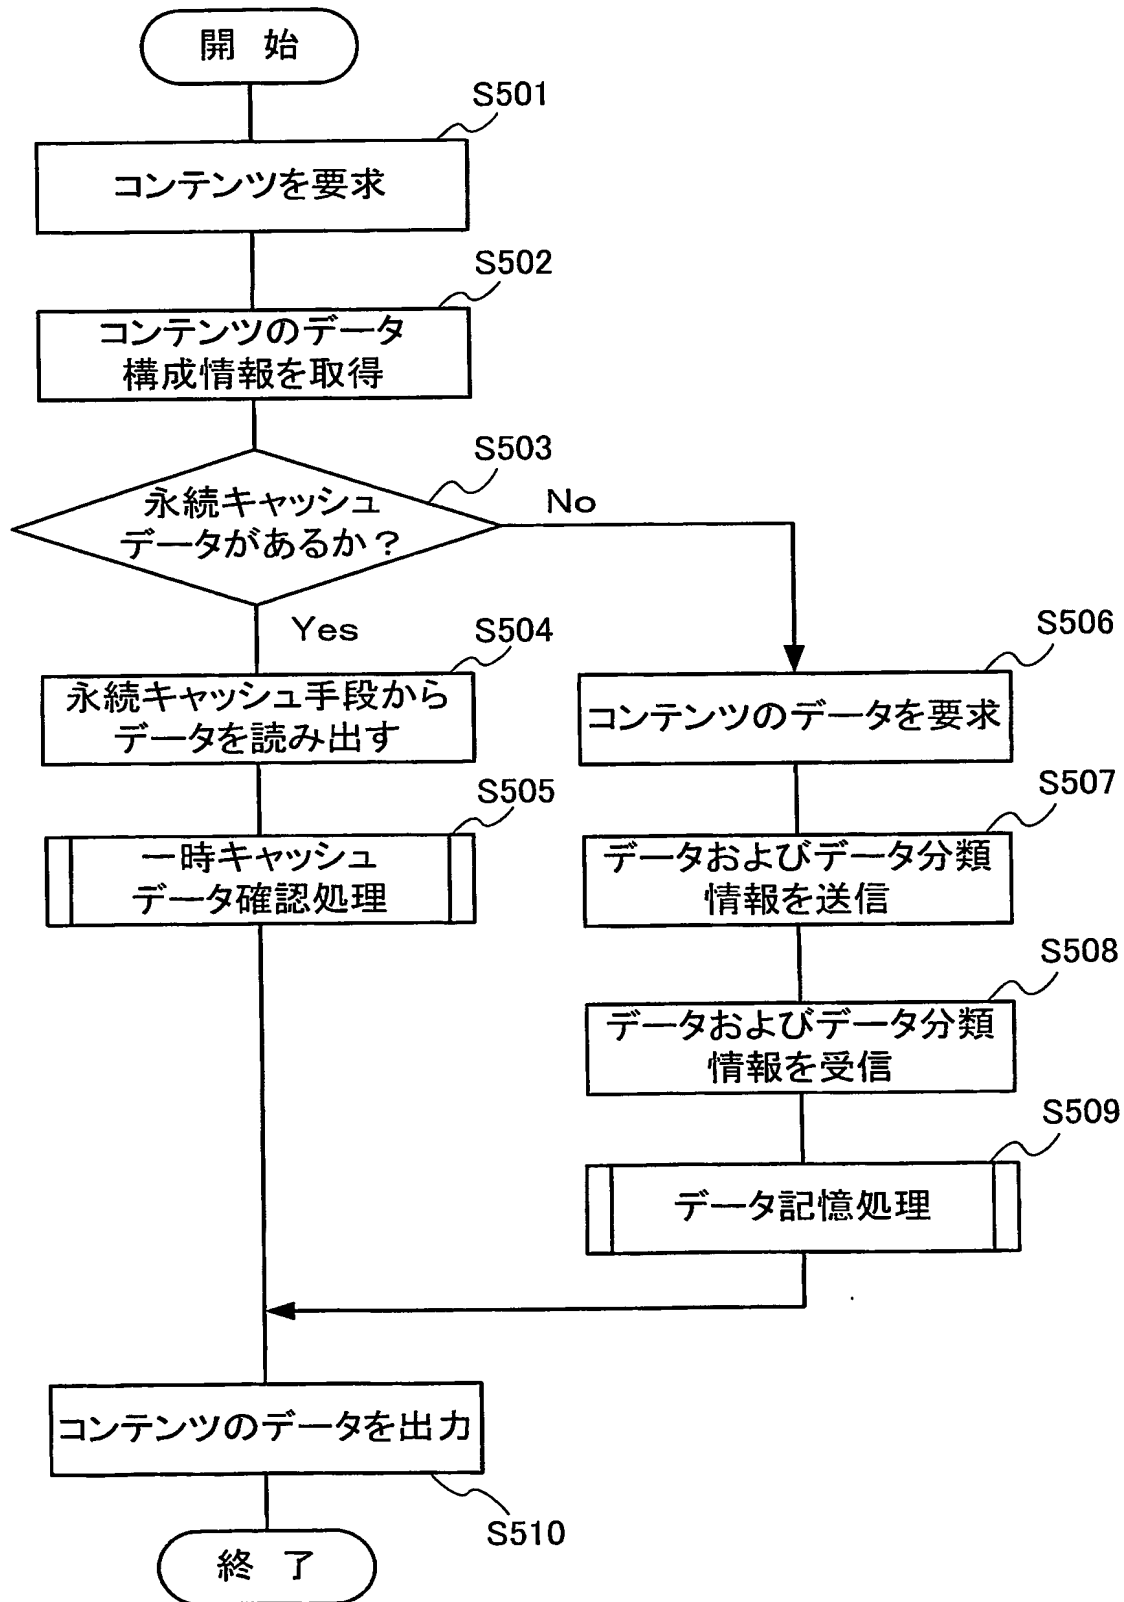 開 始
S501
コンテンツを要求
S502
コンテンツのデータ
構成情報を取得
S503
永続キャッシュ
データがあるか？
No
Yes
S504
永続キャッシュ手段から
データを読み出す
S505
一時キャッシュ
データ確認処理
S506
コンテンツのデータを要求
S507
データおよびデータ分類
情報を送信
S508
データおよびデータ分類
情報を受信
S509
データ記憶処理
コンテンツのデータを出力
S510
終 了